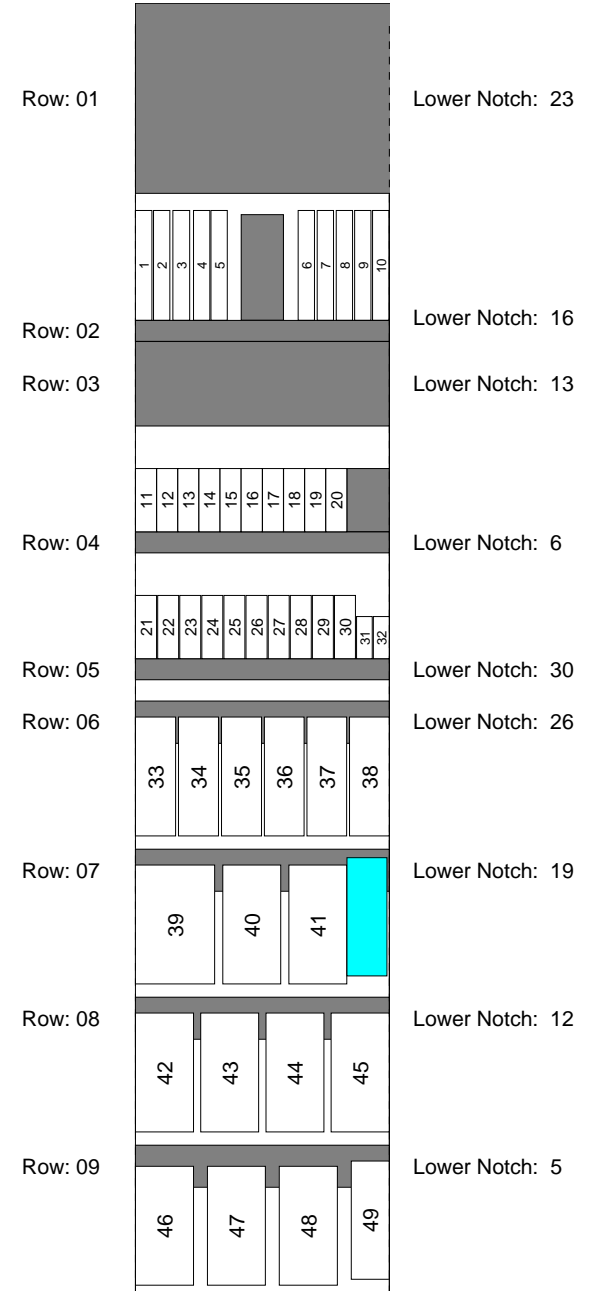 Row: 01 Lower Notch: 23
1 2 3 4 5 6 7 8 9 10
Row: 02 Lower Notch: 16
Row: 03 Lower Notch: 13
11 12 13 14 15 16 17 18 19 20
Row: 04 Lower Notch: 6
21 22 23 24 25 26 27 28 29 30 31 32
Row: 05 Lower Notch: 30
Row: 06 Lower Notch: 26
33 34 35 36 37 38
Row: 07 Lower Notch: 19
39 40 41
Row: 08 Lower Notch: 12
42 43 44 45
Row: 09 Lower Notch: 5
46 47 48 49